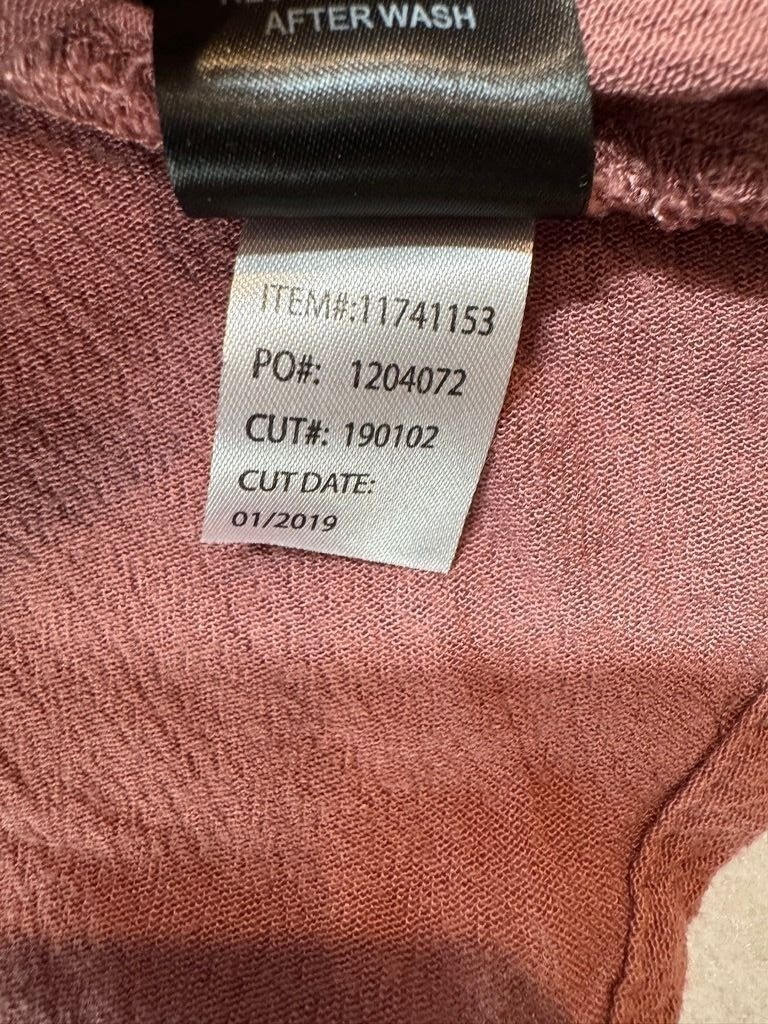 AFTER WASH
ITEM#:11741153
PO#: 1204072
CUT#: 190102
CUT DATE:
01/2019